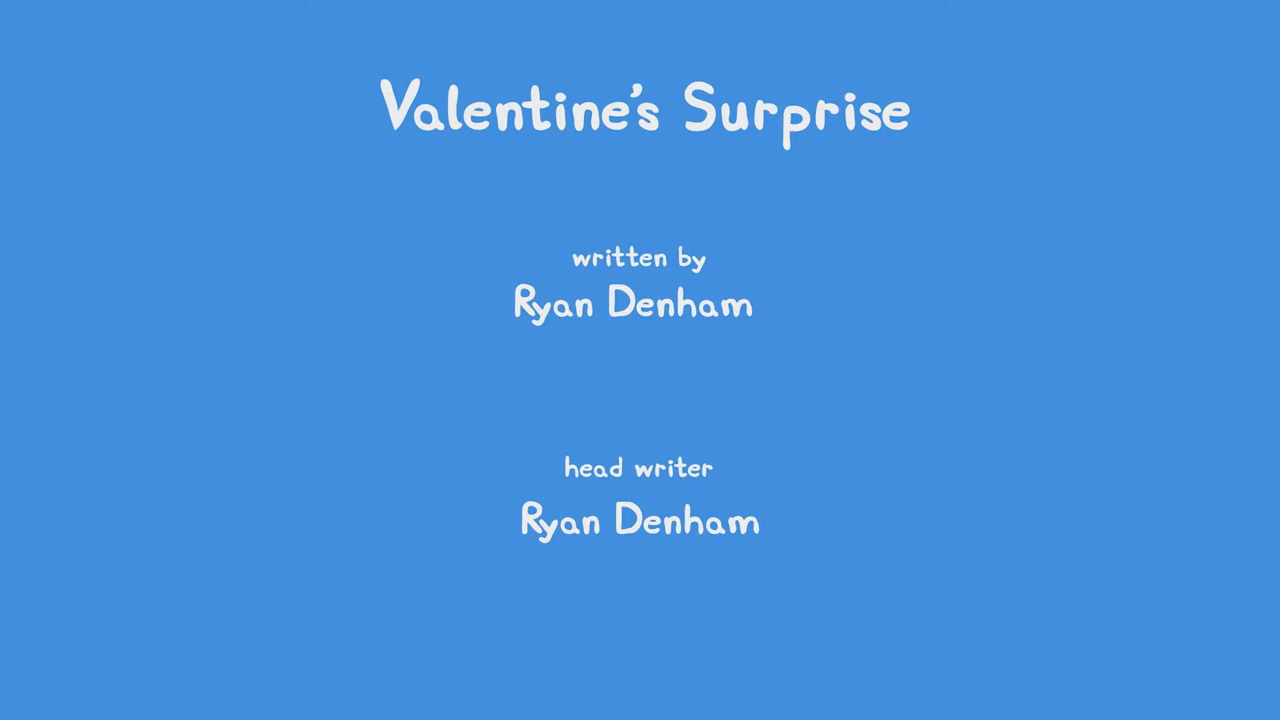 Valentine's Surprise
written by
Ryan Denham
head writer
Ryan Denham